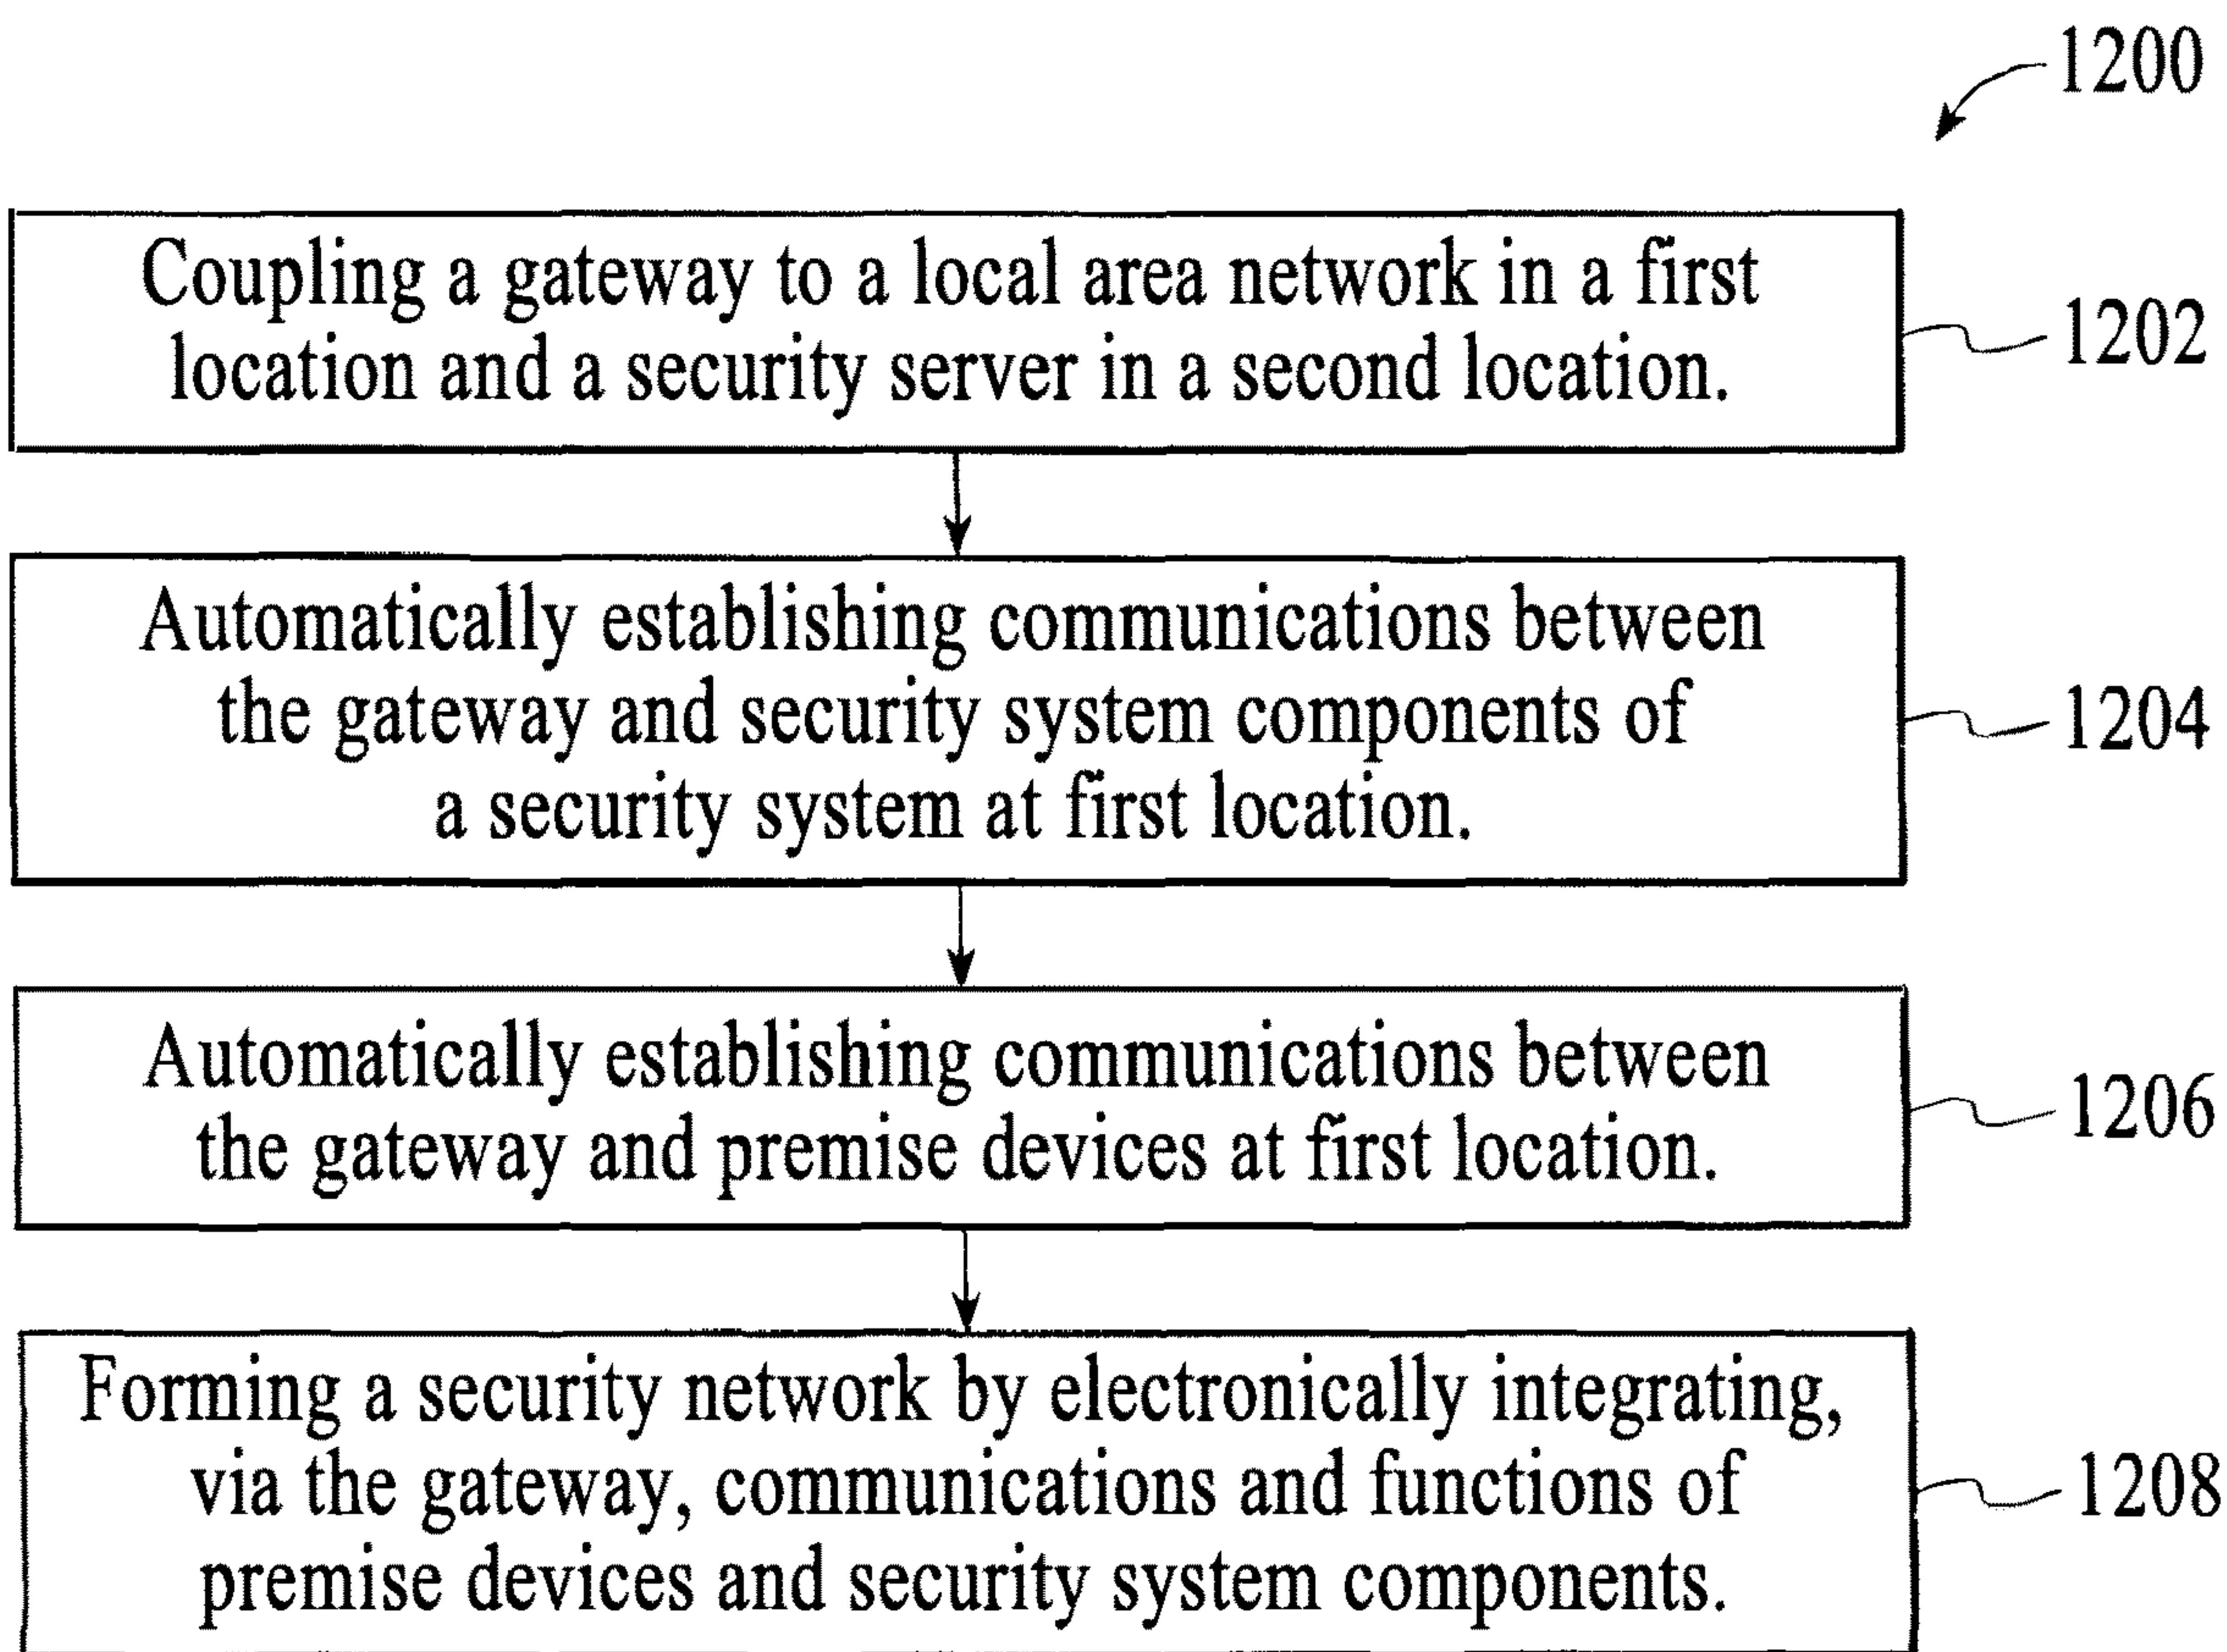 1200
Coupling a gateway to a local area network in a first
location and a security server in a second location.
1202
Automatically establishing communications between
the gateway and security system components of
a security system at first location.
1204
Automatically establishing communications between
the gateway and premise devices at first location.
1206
Forming a security network by electronically integrating,
via the gateway, communications and functions of
premise devices and security system components.
1208